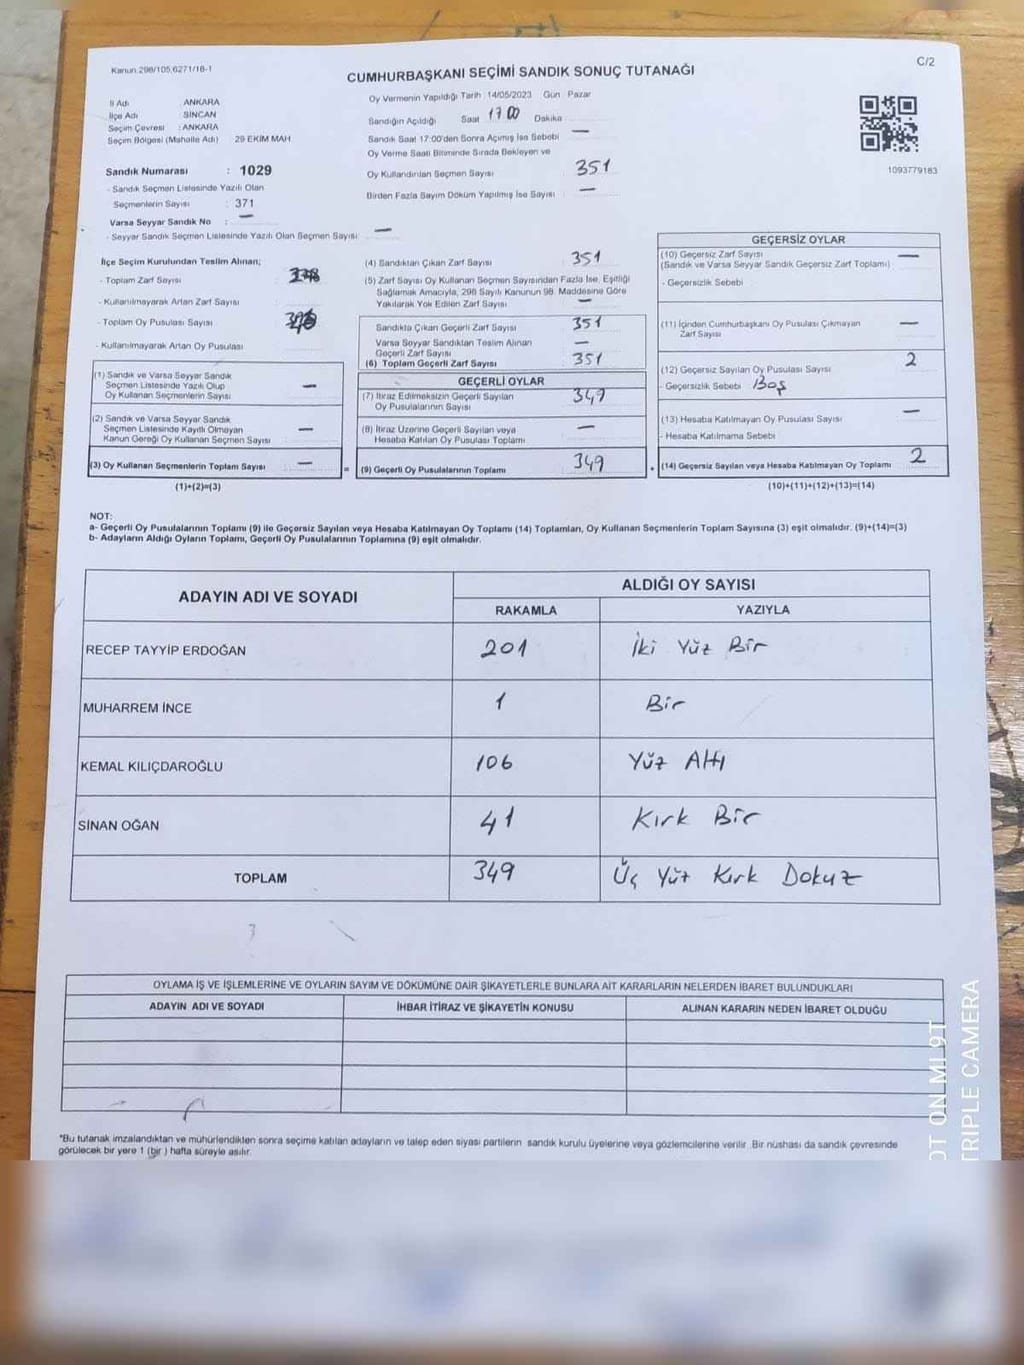 Kanun 298/105,6271/18-1
C/2
CUMHURBAŞKANI SEÇİMİ SANDIK SONUÇ TUTANAĞI
İl Adı : ANKARA
İlçe Adı : SİNCAN
Seçim Çevresi : ANKARA
Seçim Bölgesi (Mahalle Adı) 29 EKİM MAH
Sandık Numarası : 1029
- Sandık Seçmen Listesinde Yazılı Olan
Seçmenlerin Sayısı : 371
Varsa Seyyar Sandık No : —
- Seyyar Sandık Seçmen Listesinde Yazılı Olan Seçmen Sayısı: —
Oy Vermenin Yapıldığı Tarih : 14/05/2023 Gün : Pazar
Sandığın Açıldığı Saat 17 00 Dakika
Sandık Saat 17:00'den Sonra Açımış İse Sebebi —
Oy Verme Saati Bitiminde Sırada Bekleyen ve
Oy Kullandırılan Seçmen Sayısı : 351
Birden Fazla Sayım Döküm Yapılmış İse Sayısı : —
1093779183
İlçe Seçim Kurulundan Teslim Alınan;
- Toplam Zarf Sayısı :
- Kullanılmayarak Artan Zarf Sayısı :
- Toplam Oy Pusulası Sayısı :
- Kullanılmayarak Artan Oy Pusulası :
(1) Sandık ve Varsa Seyyar Sandık
Seçmen Listesinde Yazılı Olup
Oy Kullanan Seçmenlerin Sayısı —
(2) Sandık ve Varsa Seyyar Sandık
Seçmen Listesinde Kayıtlı Olmayan
Kanun Gereği Oy Kullanan Seçmen Sayısı —
(3) Oy Kullanan Seçmenlerin Toplam Sayısı —
(1)+(2)=(3)
(4) Sandıktan Çıkan Zarf Sayısı : 351
(5) Zarf Sayısı Oy Kullanan Seçmen Sayısından Fazla İse, Eşitliği
Sağlamak Amacıyla, 298 Sayılı Kanunun 98. Maddesine Göre
Yakılarak Yok Edilen Zarf Sayısı : —
Sandıkta Çıkan Geçerli Zarf Sayısı 351
Varsa Seyyar Sandıktan Teslim Alınan
Geçerli Zarf Sayısı —
(6) Toplam Geçerli Zarf Sayısı 351
GEÇERLİ OYLAR
(7) İtiraz Edilmeksizin Geçerli Sayılan
Oy Pusulalarının Sayısı 349
(8) İtiraz Üzerine Geçerli Sayılan veya
Hesaba Katılan Oy Pusulası Toplamı —
= (9) Geçerli Oy Pusulalarının Toplamı 349
GEÇERSİZ OYLAR
(10) Geçersiz Zarf Sayısı —
(Sandık ve Varsa Seyyar Sandık Geçersiz Zarf Toplamı)
- Geçersizlik Sebebi
(11) İçinden Cumhurbaşkanı Oy Pusulası Çıkmayan —
Zarf Sayısı
(12) Geçersiz Sayılan Oy Pusulası Sayısı 2
- Geçersizlik Sebebi Boş
(13) Hesaba Katılmayan Oy Pusulası Sayısı —
- Hesaba Katılmama Sebebi
(14) Geçersiz Sayılan veya Hesaba Katılmayan Oy Toplamı 2
(10)+(11)+(12)+(13)=(14)
NOT:
a- Geçerli Oy Pusulalarının Toplamı (9) ile Geçersiz Sayılan veya Hesaba Katılmayan Oy Toplamı (14) Toplamları, Oy Kullanan Seçmenlerin Toplam Sayısına (3) eşit olmalıdır. (9)+(14)=(3)
b- Adayların Aldığı Oyların Toplamı, Geçerli Oy Pusulalarının Toplamına (9) eşit olmalıdır.
ADAYIN ADI VE SOYADI
ALDIĞI OY SAYISI
RAKAMLA YAZIYLA
RECEP TAYYİP ERDOĞAN 201 İki Yüz Bir
MUHARREM İNCE 1 Bir
KEMAL KILIÇDAROĞLU 106 Yüz Altı
SİNAN OĞAN 41 Kırk Bir
TOPLAM 349 Üç Yüz Kırk Dokuz
OYLAMA İŞ VE İŞLEMLERİNE VE OYLARIN SAYIM VE DÖKÜMÜNE DAİR ŞİKAYETLERLE BUNLARA AİT KARARLARIN NELERDEN İBARET BULUNDUKLARI
ADAYIN ADI VE SOYADI İHBAR İTİRAZ VE ŞİKAYETİN KONUSU ALINAN KARARIN NEDEN İBARET OLDUĞU
*Bu tutanak imzalandıktan ve mühürlendikten sonra seçime katılan adayların ve talep eden siyasi partilerin sandık kurulu üyelerine veya gözlemcilerine verilir. Bir nüshası da sandık çevresinde
görülecek bir yere 1 (bir ) hafta süreyle asılır.
OT ON MI 9T
TRIPLE CAMERA